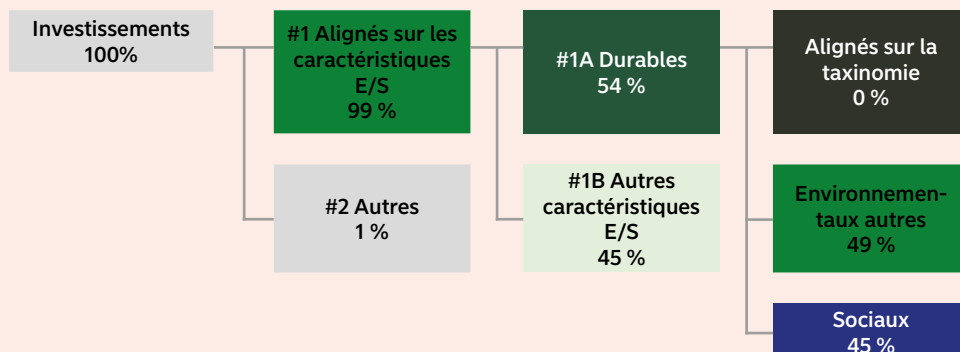 Investissements
100%
#1 Alignés sur les
caractéristiques
E/S
99 %
#1A Durables
54 %
Alignés sur la
taxinomie
0 %
#2 Autres
1 %
#1B Autres
caractéristiques
E/S
45 %
Environnemen-
taux autres
49 %
Sociaux
45 %